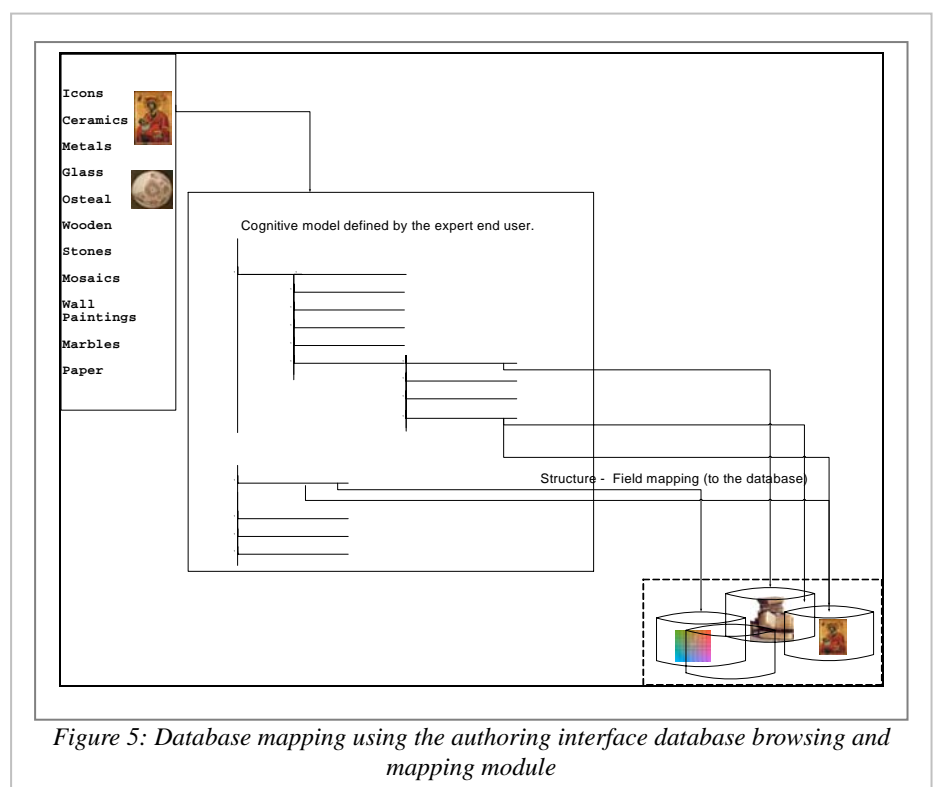 Icons
Ceramics
Metals
Glass
Osteal
Wooden
Stones
Mosaics
Wall
Paintings
Marbles
Paper
Cognitive model defined by the expert end user.
Structure - Field mapping (to the database)
Figure 5: Database mapping using the authoring interface database browsing and
mapping module